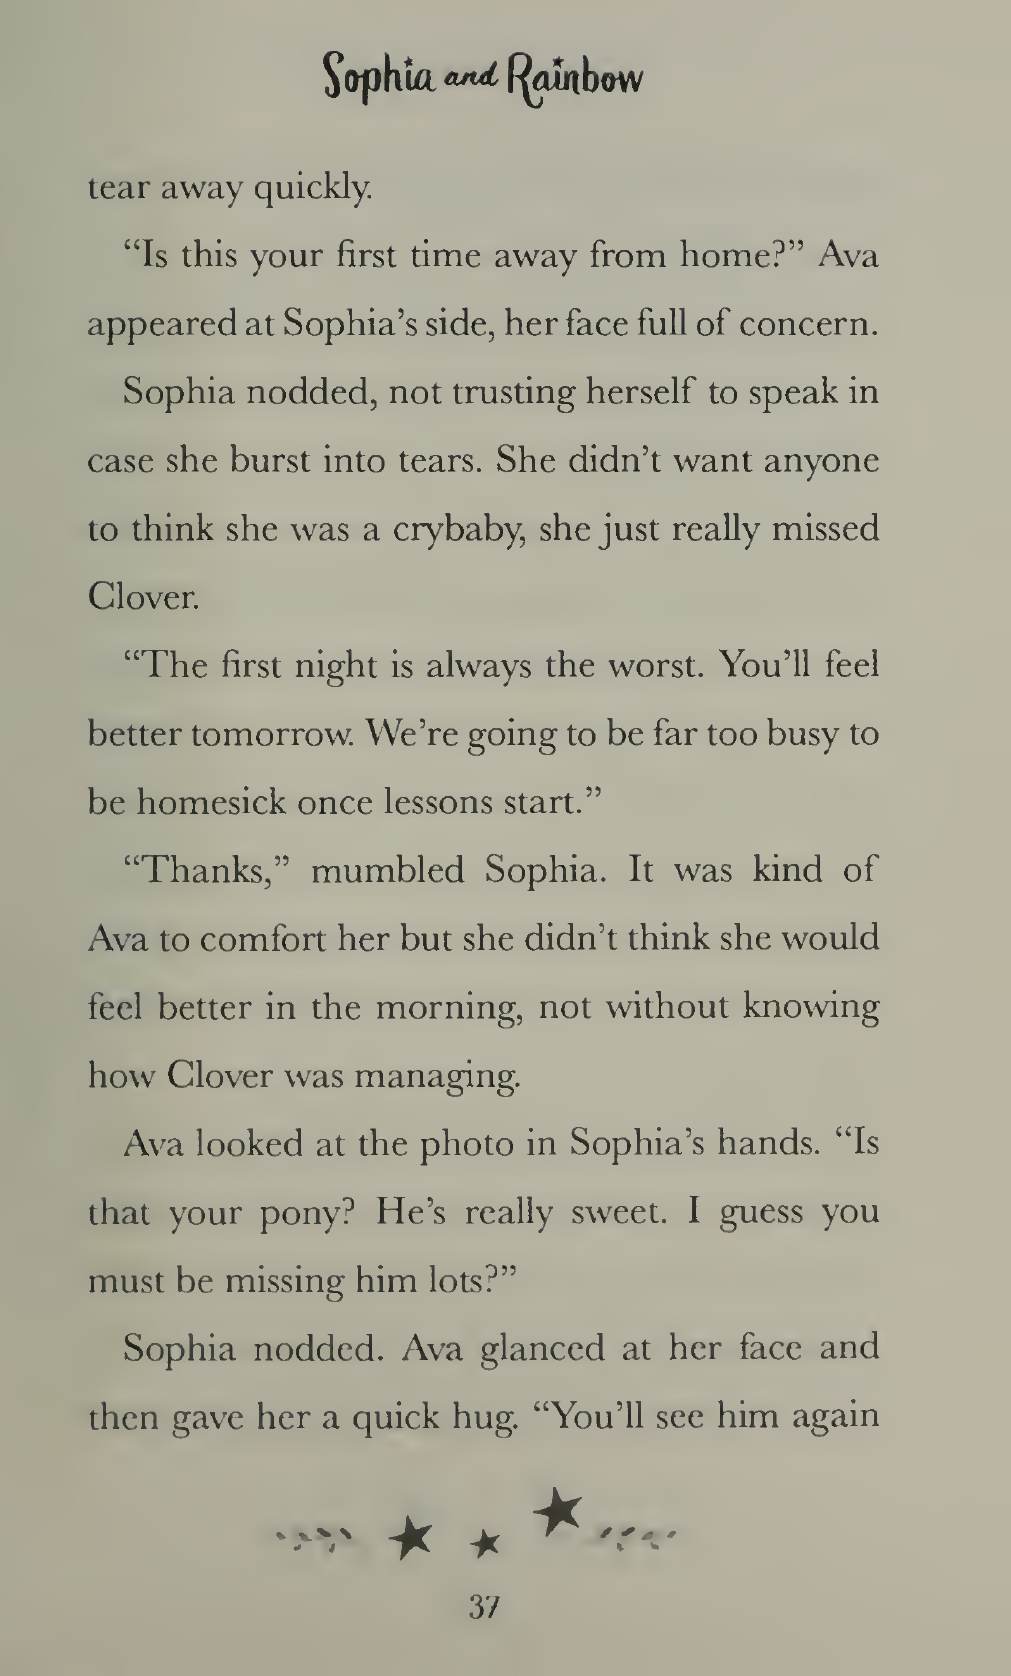 Sophia and Rainbow
tear away quickly.
“Is this your first time away from home?” Ava
appeared at Sophia’s side, her face full of concern.
Sophia nodded, not trusting herself to speak in
case she burst into tears. She didn’t want anyone
to think she was a crybaby, she just really missed
Clover.
“The first night is always the worst. You’ll feel
better tomorrow. We’re going to be far too busy to
be homesick once lessons start.”
“Thanks,” mumbled Sophia. It was kind of
Ava to comfort her but she didn’t think she would
feel better in the morning, not without knowing
how Clover was managing.
Ava looked at the photo in Sophia’s hands. “Is
that your pony? He’s really sweet. I guess you
must be missing him lots?”
Sophia nodded. Ava glanced at her face and
then gave her a quick hug. “You’ll see him again
37